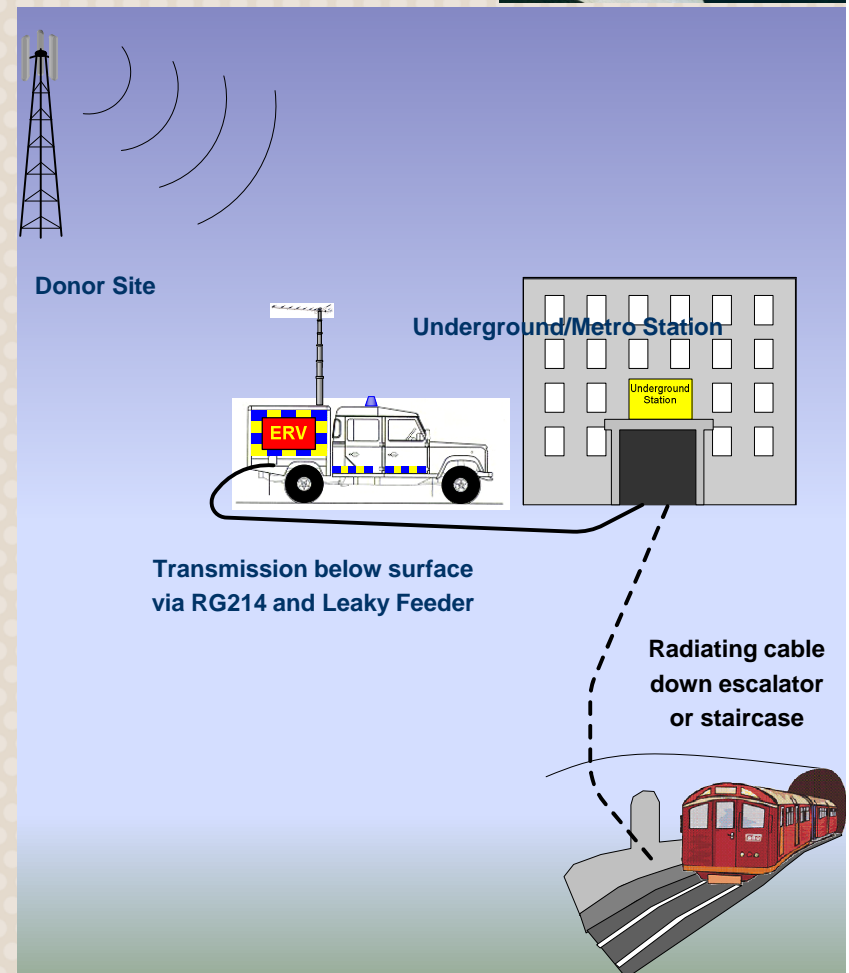 Donor Site
Underground/Metro Station
Underground
Station
ERV
Transmission below surface
via RG214 and Leaky Feeder
Radiating cable
down escalator
or staircase